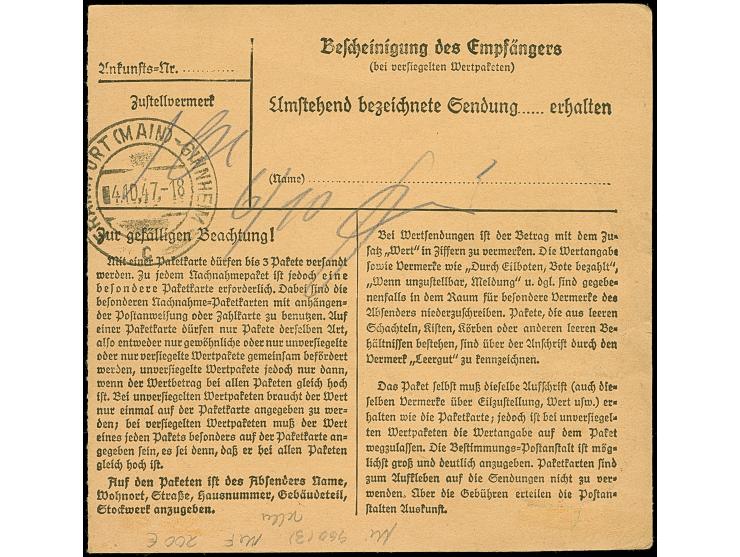 Ankunfts=Nr. ............
Zustellvermerk
Bescheinigung des Empfängers
(bei versiegelten Wertpaketen)
Umstehend bezeichnete Sendung ..... erhalten
(Name)
FRANKFURT (MAIN)-GINNHEIM
4.10.47.-18
c
6/10
Zur gefälligen Beachtung!
Mit einer Paketkarte dürfen bis 3 Pakete versandt
werden. Zu jedem Nachnahmepaket ist jedoch eine
besondere Paketkarte erforderlich. Dabei sind die
besonderen Nachnahme=Paketkarten mit anhängen=
der Postanweisung oder Zahlkarte zu benutzen. Auf
einer Paketkarte dürfen nur Pakete derselben Art,
also entweder nur gewöhnliche oder nur unversiegelte
oder nur versiegelte Wertpakete gemeinsam befördert
werden, unversiegelte Wertpakete jedoch nur dann,
wenn der Wertbetrag bei allen Paketen gleich hoch
ist. Bei unversiegelten Wertpaketen braucht der Wert
nur einmal auf der Paketkarte angegeben zu wer=
den; bei versiegelten Wertpaketen muß der Wert
eines jeden Pakets besonders auf der Paketkarte an=
gegeben sein, es sei denn, daß er bei allen Paketen
gleich hoch ist.
Auf den Paketen ist des Absenders Name,
Wohnort, Straße, Hausnummer, Gebäudeteil,
Stockwerk anzugeben.
Bei Wertsendungen ist der Betrag mit dem Zu=
satz „Wert" in Ziffern zu vermerken. Die Wertangabe
sowie Vermerke wie „Durch Eilboten, Bote bezahlt",
„Wenn unzustellbar, Meldung" u. dgl. sind gegebe=
nenfalls in dem Raum für besondere Vermerke des
Absenders niederzuschreiben. Pakete, die aus leeren
Schachteln, Kisten, Körben oder anderen leeren Be=
hältnissen bestehen, sind über der Anschrift durch den
Vermerk „Leergut" zu kennzeichnen.
Das Paket selbst muß dieselbe Aufschrift (auch die=
selben Vermerke über Eilzustellung, Wert usw.) er=
halten wie die Paketkarte; jedoch ist bei unversiegel=
ten Wertpaketen die Wertangabe auf dem Paket
wegzulassen. Die Bestimmungs=Postanstalt ist mög=
lichst groß und deutlich anzugeben. Paketkarten sind
zum Aufkleben auf die Sendungen nicht zu ver=
wenden. Über die Gebühren erteilen die Postan=
stalten Auskunft.
Mi 960(3) MeF 200 €